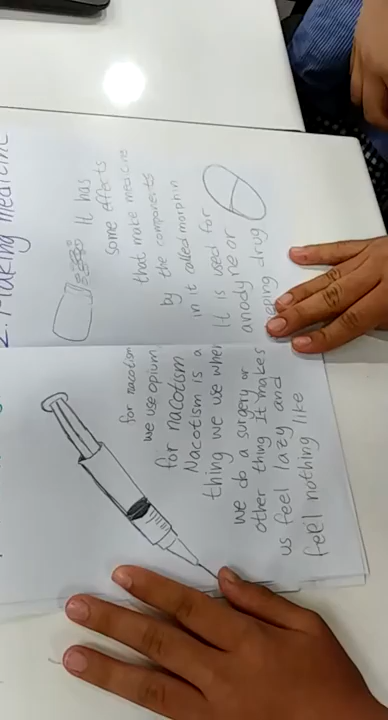 for nacotism
we use opium
for nacotism
Nacotism is a
thing we use when
we do a surgery or
other thing It makes
us feel lazy and
feel nothing like
2. Making medicine
It has
some effects
that make medicine
by the components
in it called morphin
It is used for
anodyne or
eeping drug